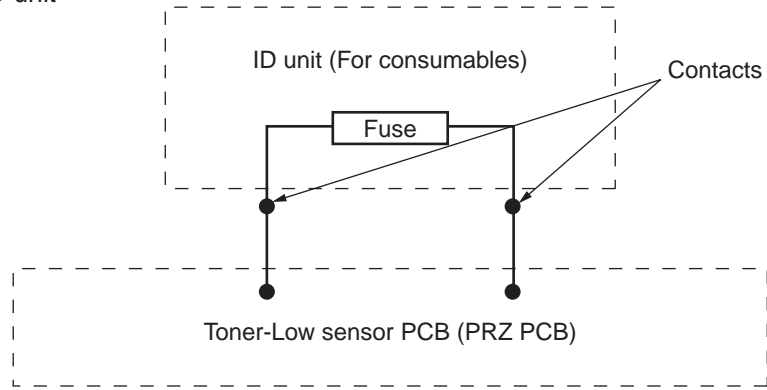 unit
ID unit (For consumables)
Contacts
Fuse
Toner-Low sensor PCB (PRZ PCB)